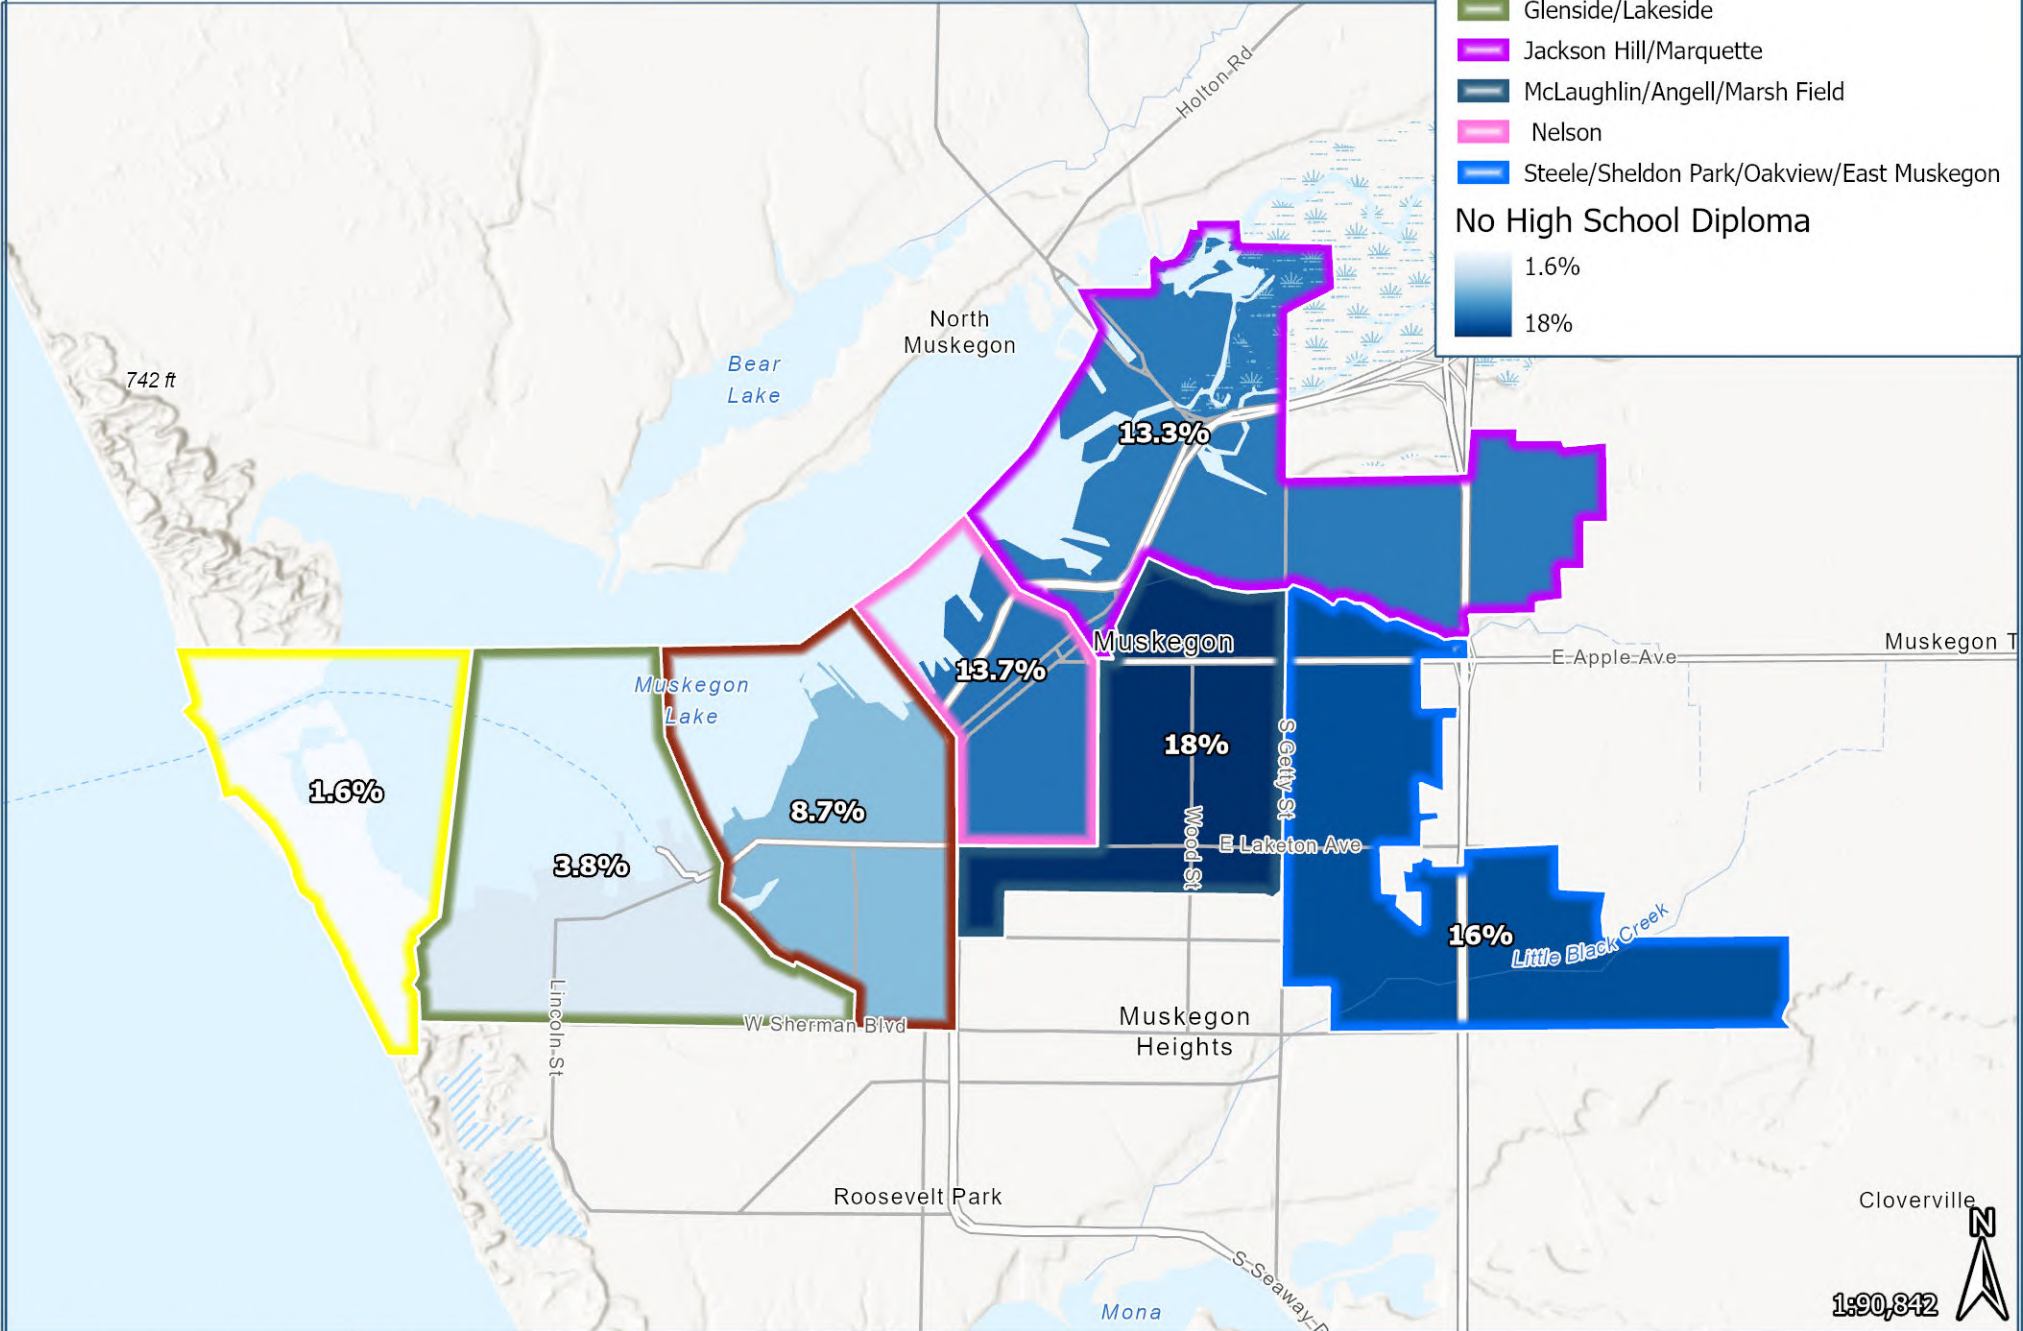 Glenside/Lakeside
Jackson Hill/Marquette
McLaughlin/Angell/Marsh Field
Nelson
Steele/Sheldon Park/Oakview/East Muskegon
No High School Diploma
1.6%
18%
Holton Rd
North
Muskegon
Bear
Lake
742 ft
13.3%
Muskegon
Muskegon T
E Apple Ave
13.7%
Muskegon
Lake
18%
S Getty St
1.6%
8.7%
Wood St
E Laketon Ave
3.8%
16%
Little Black Creek
Lincoln St
W Sherman Blvd
Muskegon
Heights
Roosevelt Park
Cloverville
N
S Seaway
Mona
1:90,842